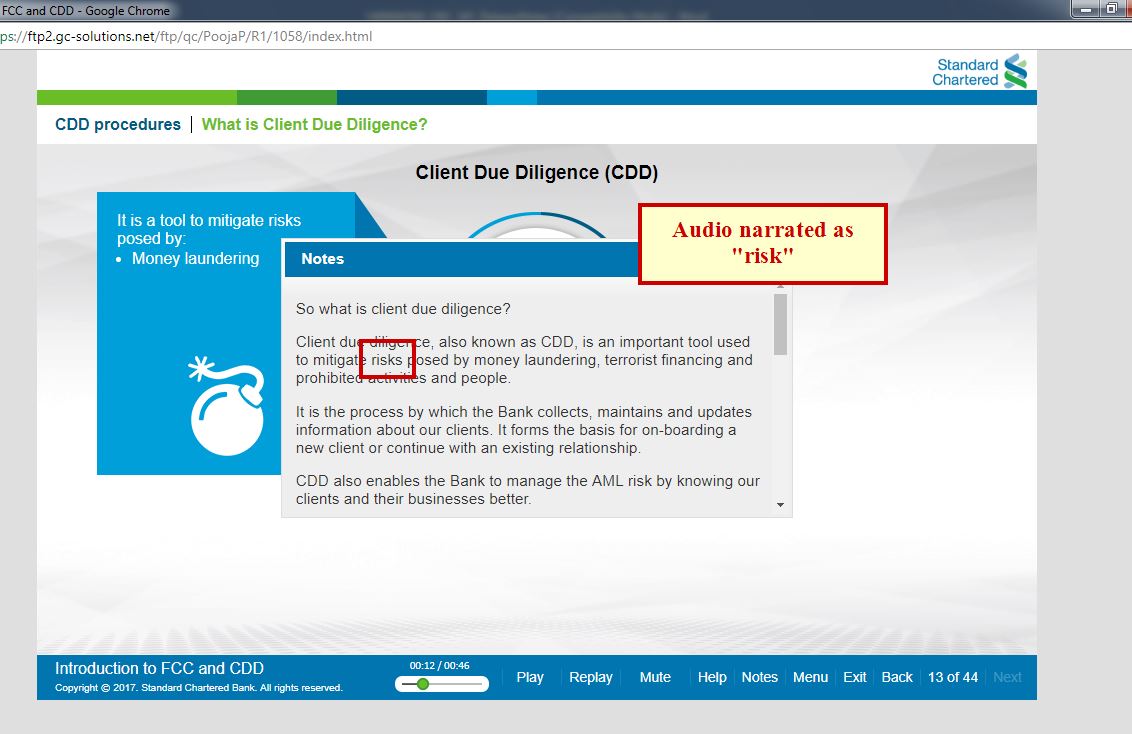 FCC and CDD - Google Chrome
ps://ftp2.gc-solutions.net/ftp/qc/PoojaP/R1/1058/index.html
Standard
Chartered
CDD procedures | What is Client Due Diligence?
Client Due Diligence (CDD)
It is a tool to mitigate risks
posed by:
• Money laundering
Audio narrated as
"risk"
Notes
So what is client due diligence?
Client due diligence, also known as CDD, is an important tool used
to mitigate risks posed by money laundering, terrorist financing and
prohibited activities and people.
It is the process by which the Bank collects, maintains and updates
information about our clients. It forms the basis for on-boarding a
new client or continue with an existing relationship.
CDD also enables the Bank to manage the AML risk by knowing our
clients and their businesses better.
Introduction to FCC and CDD
Copyright © 2017. Standard Chartered Bank. All rights reserved.
00:12 / 00:46
Play Replay Mute Help Notes Menu Exit Back 13 of 44 Next